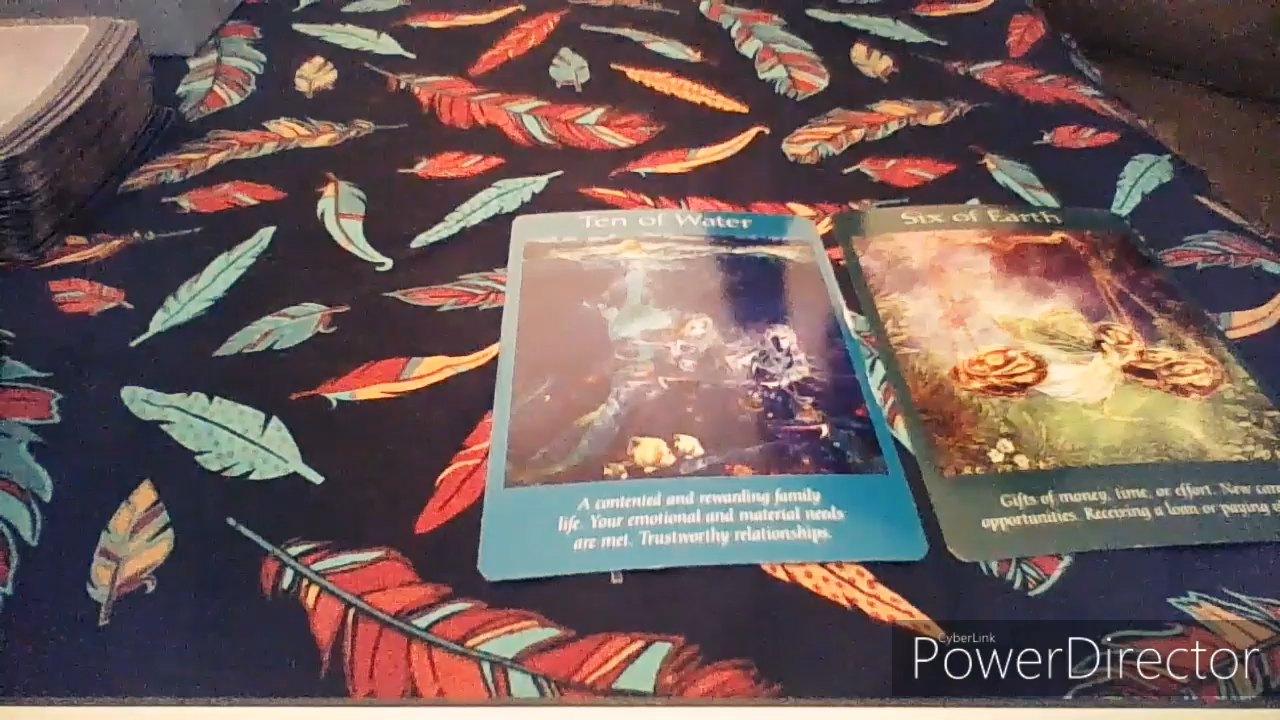 Ten of Water
A contented and rewarding family
life. Your emotional and material needs
are met. Trustworthy relationships.
Six of Earth
Gifts of money, time, or effort. New
opportunities. Receiving a loan or paying
CyberLink
PowerDirector